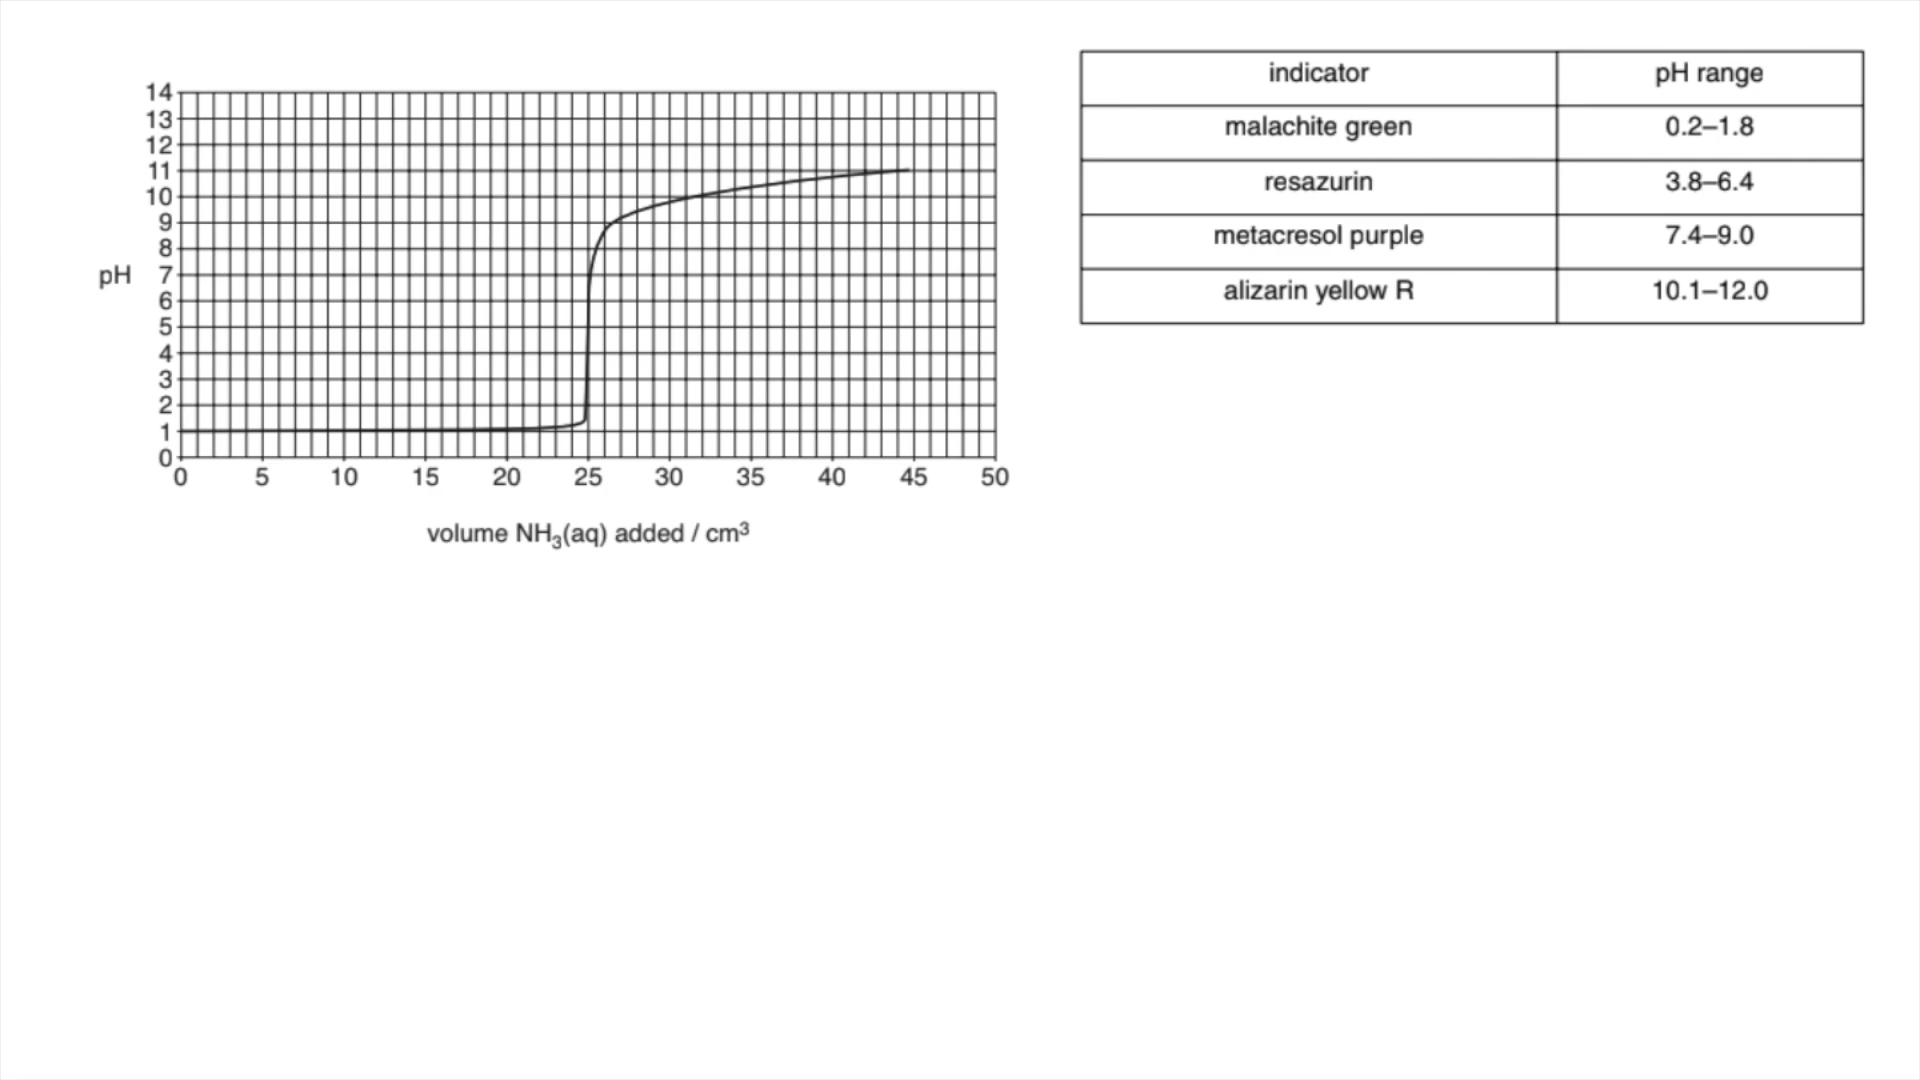 14
13
12
11
10
9
8
7
6
5
4
3
2
1
0
pH
0 5 10 15 20 25 30 35 40 45 50
volume NH₃(aq) added / cm³
indicator pH range
malachite green 0.2–1.8
resazurin 3.8–6.4
metacresol purple 7.4–9.0
alizarin yellow R 10.1–12.0